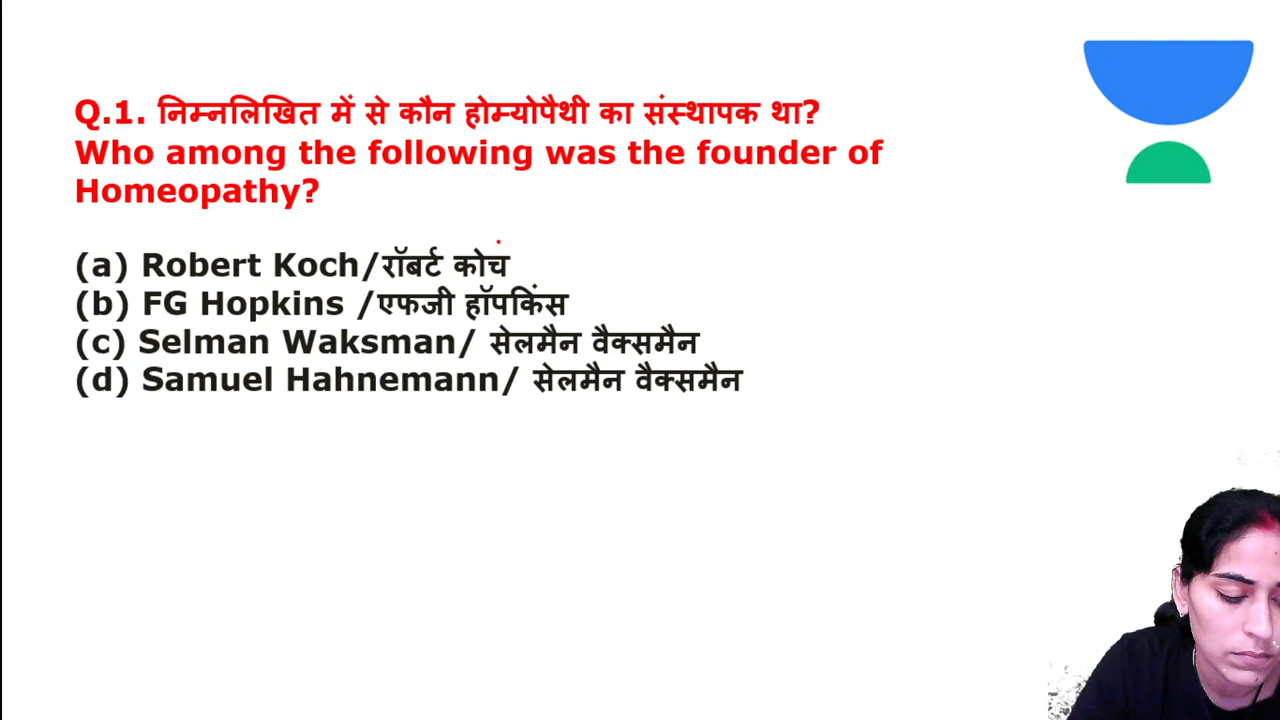 Q.1. निम्नलिखित में से कौन होम्योपैथी का संस्थापक था?
Who among the following was the founder of
Homeopathy?
(a) Robert Koch/रॉबर्ट कोच
(b) FG Hopkins /एफजी हॉपकिंस
(c) Selman Waksman/ सेलमैन वैक्समैन
(d) Samuel Hahnemann/ सेलमैन वैक्समैन